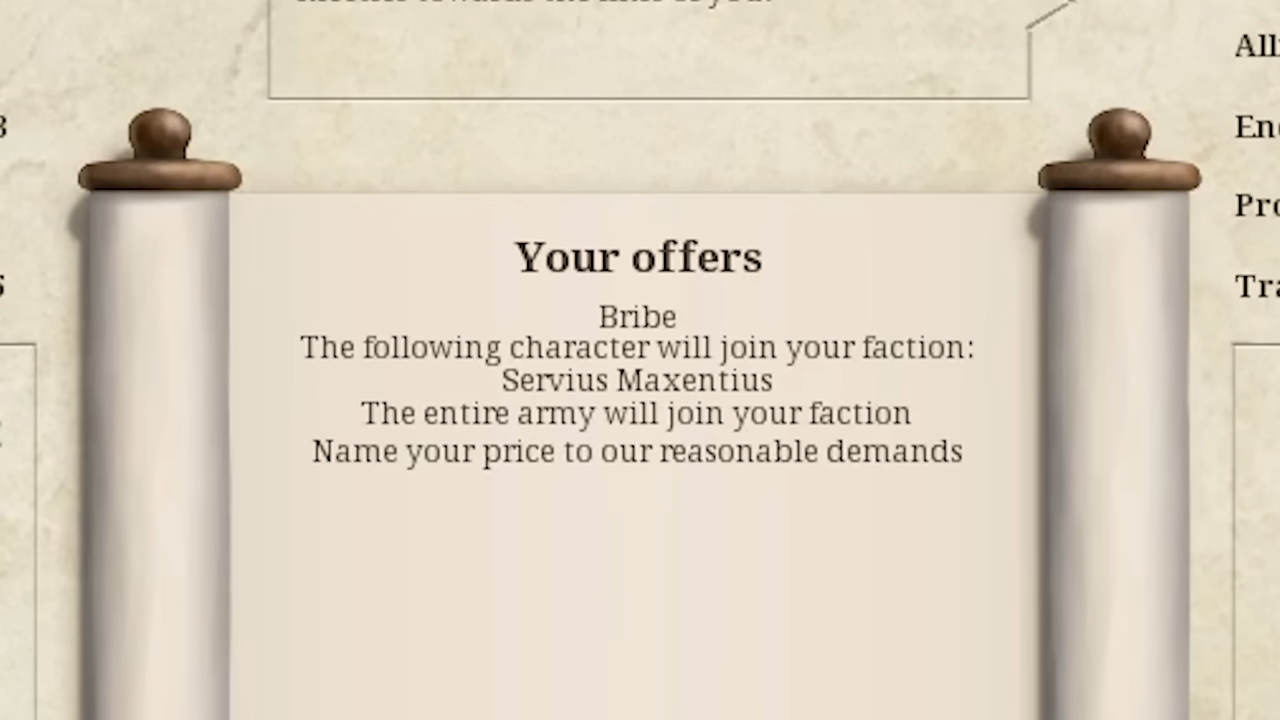 Your offers
Bribe
The following character will join your faction:
Servius Maxentius
The entire army will join your faction
Name your price to our reasonable demands